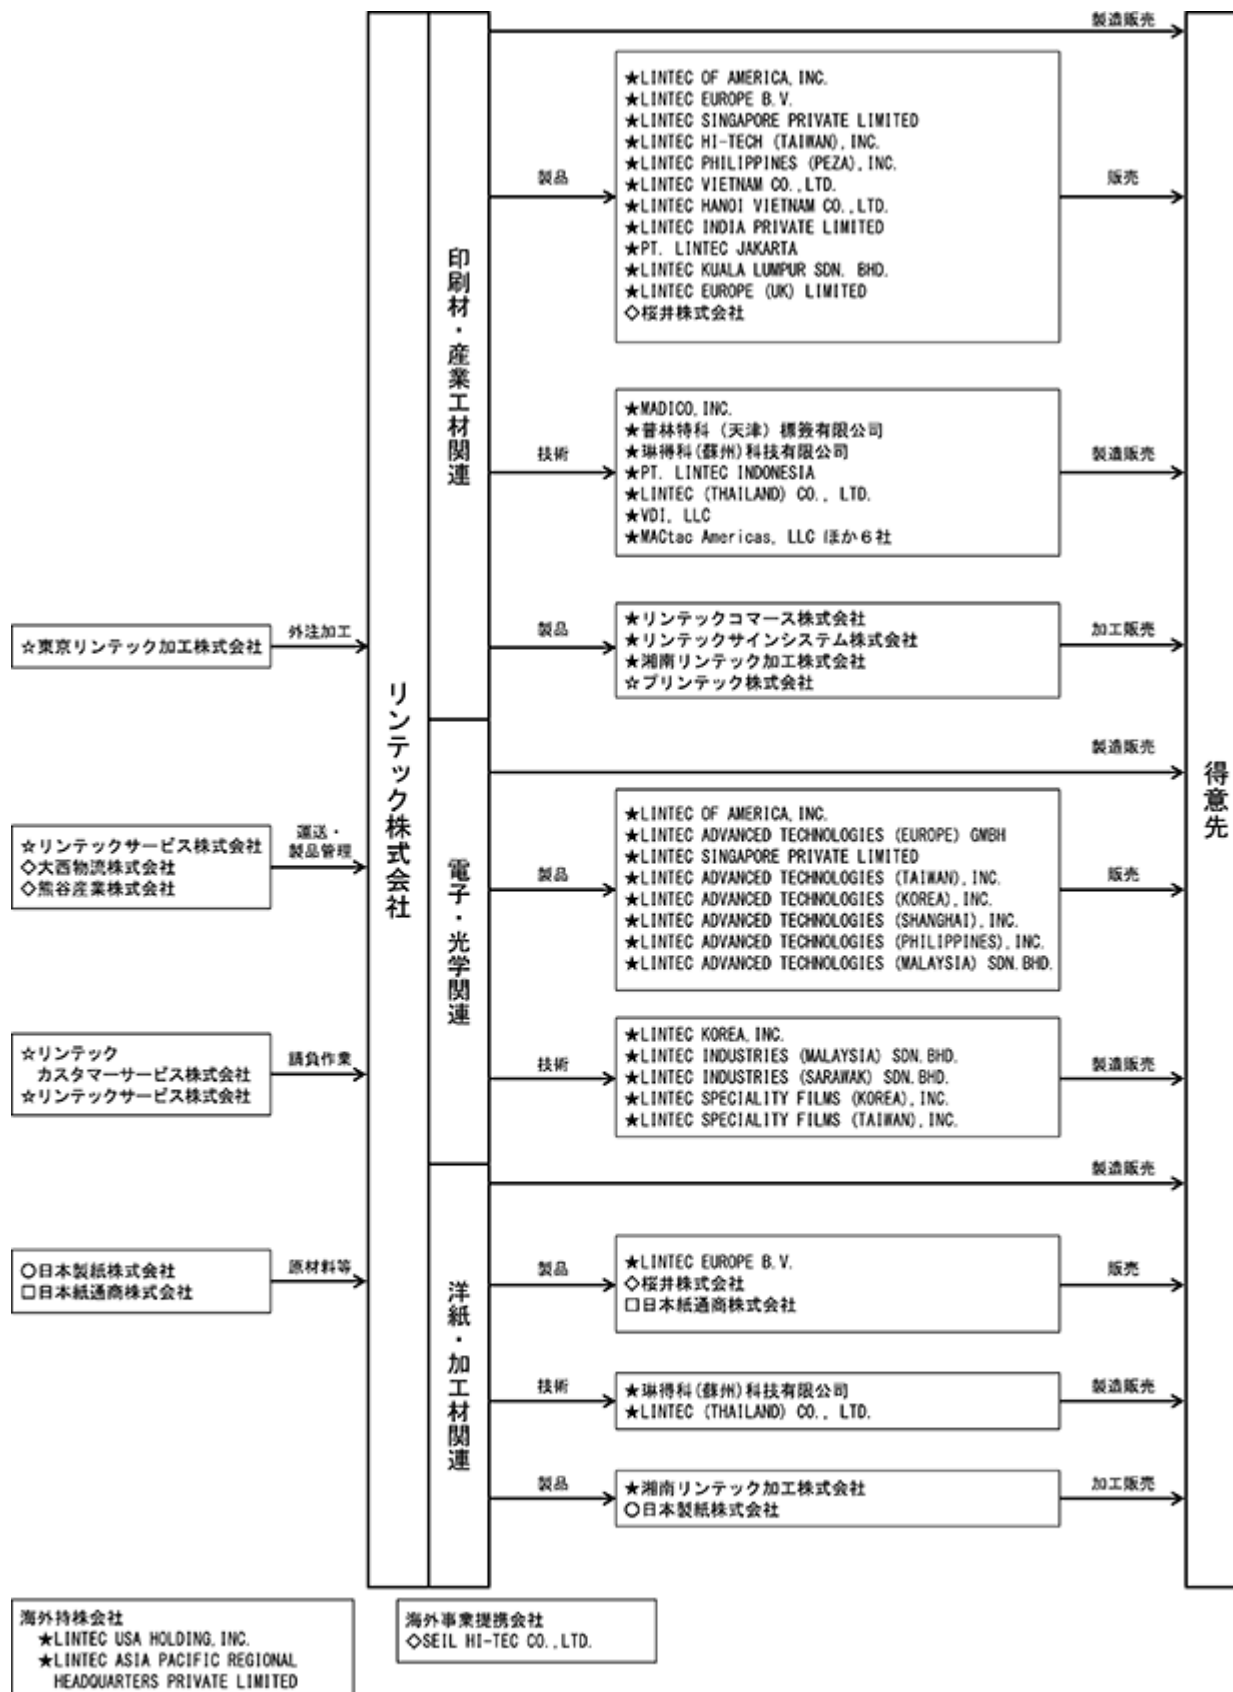 製造販売
★LINTEC OF AMERICA, INC.
★LINTEC EUROPE B.V.
★LINTEC SINGAPORE PRIVATE LIMITED
★LINTEC HI-TECH (TAIWAN), INC.
★LINTEC PHILIPPINES (PEZA), INC.
★LINTEC VIETNAM CO., LTD.
★LINTEC HANOI VIETNAM CO., LTD.
★LINTEC INDIA PRIVATE LIMITED
★PT. LINTEC JAKARTA
★LINTEC KUALA LUMPUR SDN. BHD.
★LINTEC EUROPE (UK) LIMITED
◇桜井株式会社
製品
販売
印刷材・産業工材関連
★MADICO, INC.
★普林特科（天津）標簽有限公司
★琳得科(蘇州)科技有限公司
★PT. LINTEC INDONESIA
★LINTEC (THAILAND) CO., LTD.
★VDI, LLC
★MACtac Americas, LLC ほか６社
技術
製造販売
☆東京リンテック加工株式会社
外注加工
製品
★リンテックコマース株式会社
★リンテックサインシステム株式会社
★湘南リンテック加工株式会社
☆プリンテック株式会社
加工販売
リンテック株式会社
得意先
製造販売
☆リンテックサービス株式会社
◇大西物流株式会社
◇熊谷産業株式会社
運送・
製品管理
電子・光学関連
製品
★LINTEC OF AMERICA, INC.
★LINTEC ADVANCED TECHNOLOGIES (EUROPE) GMBH
★LINTEC SINGAPORE PRIVATE LIMITED
★LINTEC ADVANCED TECHNOLOGIES (TAIWAN), INC.
★LINTEC ADVANCED TECHNOLOGIES (KOREA), INC.
★LINTEC ADVANCED TECHNOLOGIES (SHANGHAI), INC.
★LINTEC ADVANCED TECHNOLOGIES (PHILIPPINES), INC.
★LINTEC ADVANCED TECHNOLOGIES (MALAYSIA) SDN. BHD.
販売
☆リンテック
カスタマーサービス株式会社
☆リンテックサービス株式会社
請負作業
技術
★LINTEC KOREA, INC.
★LINTEC INDUSTRIES (MALAYSIA) SDN. BHD.
★LINTEC INDUSTRIES (SARAWAK) SDN. BHD.
★LINTEC SPECIALITY FILMS (KOREA), INC.
★LINTEC SPECIALITY FILMS (TAIWAN), INC.
製造販売
製造販売
○日本製紙株式会社
□日本紙通商株式会社
原材料等
洋紙・加工材関連
製品
★LINTEC EUROPE B.V.
◇桜井株式会社
□日本紙通商株式会社
販売
技術
★琳得科(蘇州)科技有限公司
★LINTEC (THAILAND) CO., LTD.
製造販売
製品
★湘南リンテック加工株式会社
○日本製紙株式会社
加工販売
海外持株会社
★LINTEC USA HOLDING, INC.
★LINTEC ASIA PACIFIC REGIONAL
HEADQUARTERS PRIVATE LIMITED
海外事業提携会社
◇SEIL HI-TEC CO., LTD.